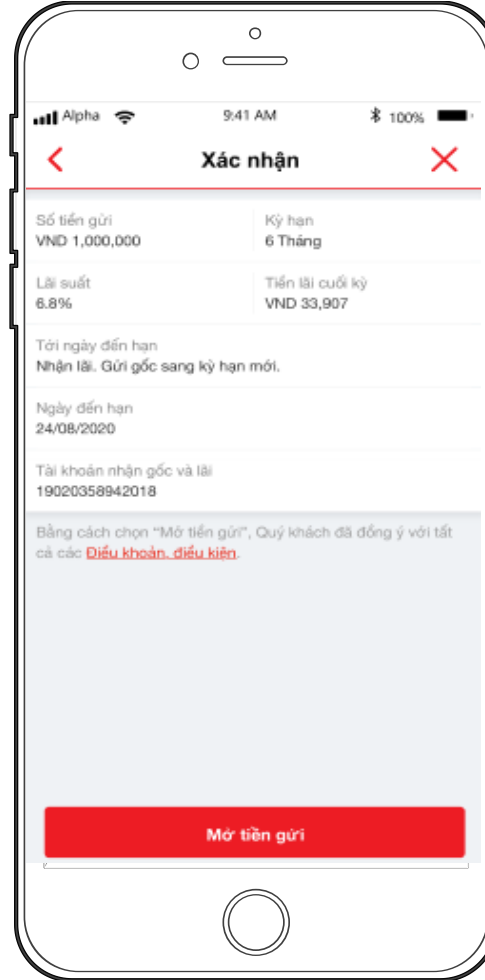 Alpha 9:41 AM 100%
Xác nhận
Số tiền gửi Kỳ hạn
VND 1,000,000 6 Tháng
Lãi suất Tiền lãi cuối kỳ
6.8% VND 33,907
Tới ngày đến hạn
Nhận lãi. Gửi gốc sang kỳ hạn mới.
Ngày đến hạn
24/08/2020
Tài khoản nhận gốc và lãi
19020358942018
Bằng cách chọn “Mở tiền gửi”, Quý khách đã đồng ý với tất
cả các Điều khoản, điều kiện.
Mở tiền gửi